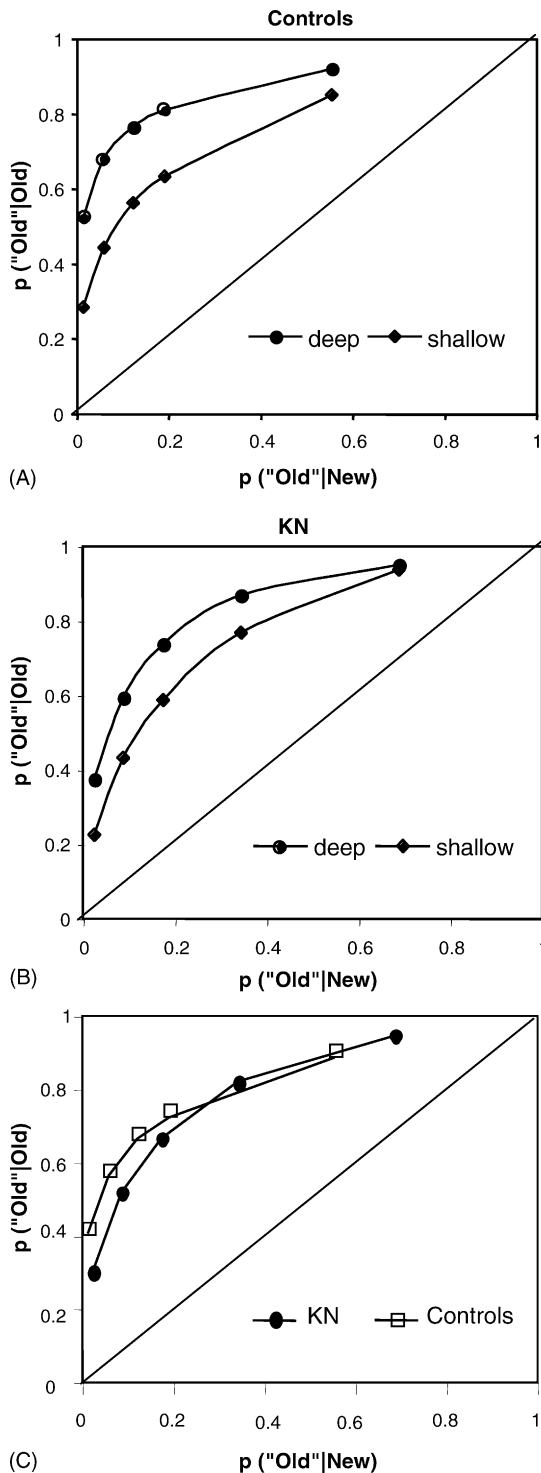 Controls
1
0.8
0.6
0.4
0.2
0
p ("Old"|Old)
deep shallow
0 0.2 0.4 0.6 0.8 1
(A) p ("Old"|New)
KN
1
0.8
0.6
0.4
0.2
0
p ("Old"|Old)
deep shallow
0 0.2 0.4 0.6 0.8 1
(B) p ("Old"|New)
1
0.8
0.6
0.4
0.2
0
p ("Old"|Old)
KN Controls
0 0.2 0.4 0.6 0.8 1
(C) p ("Old"|New)